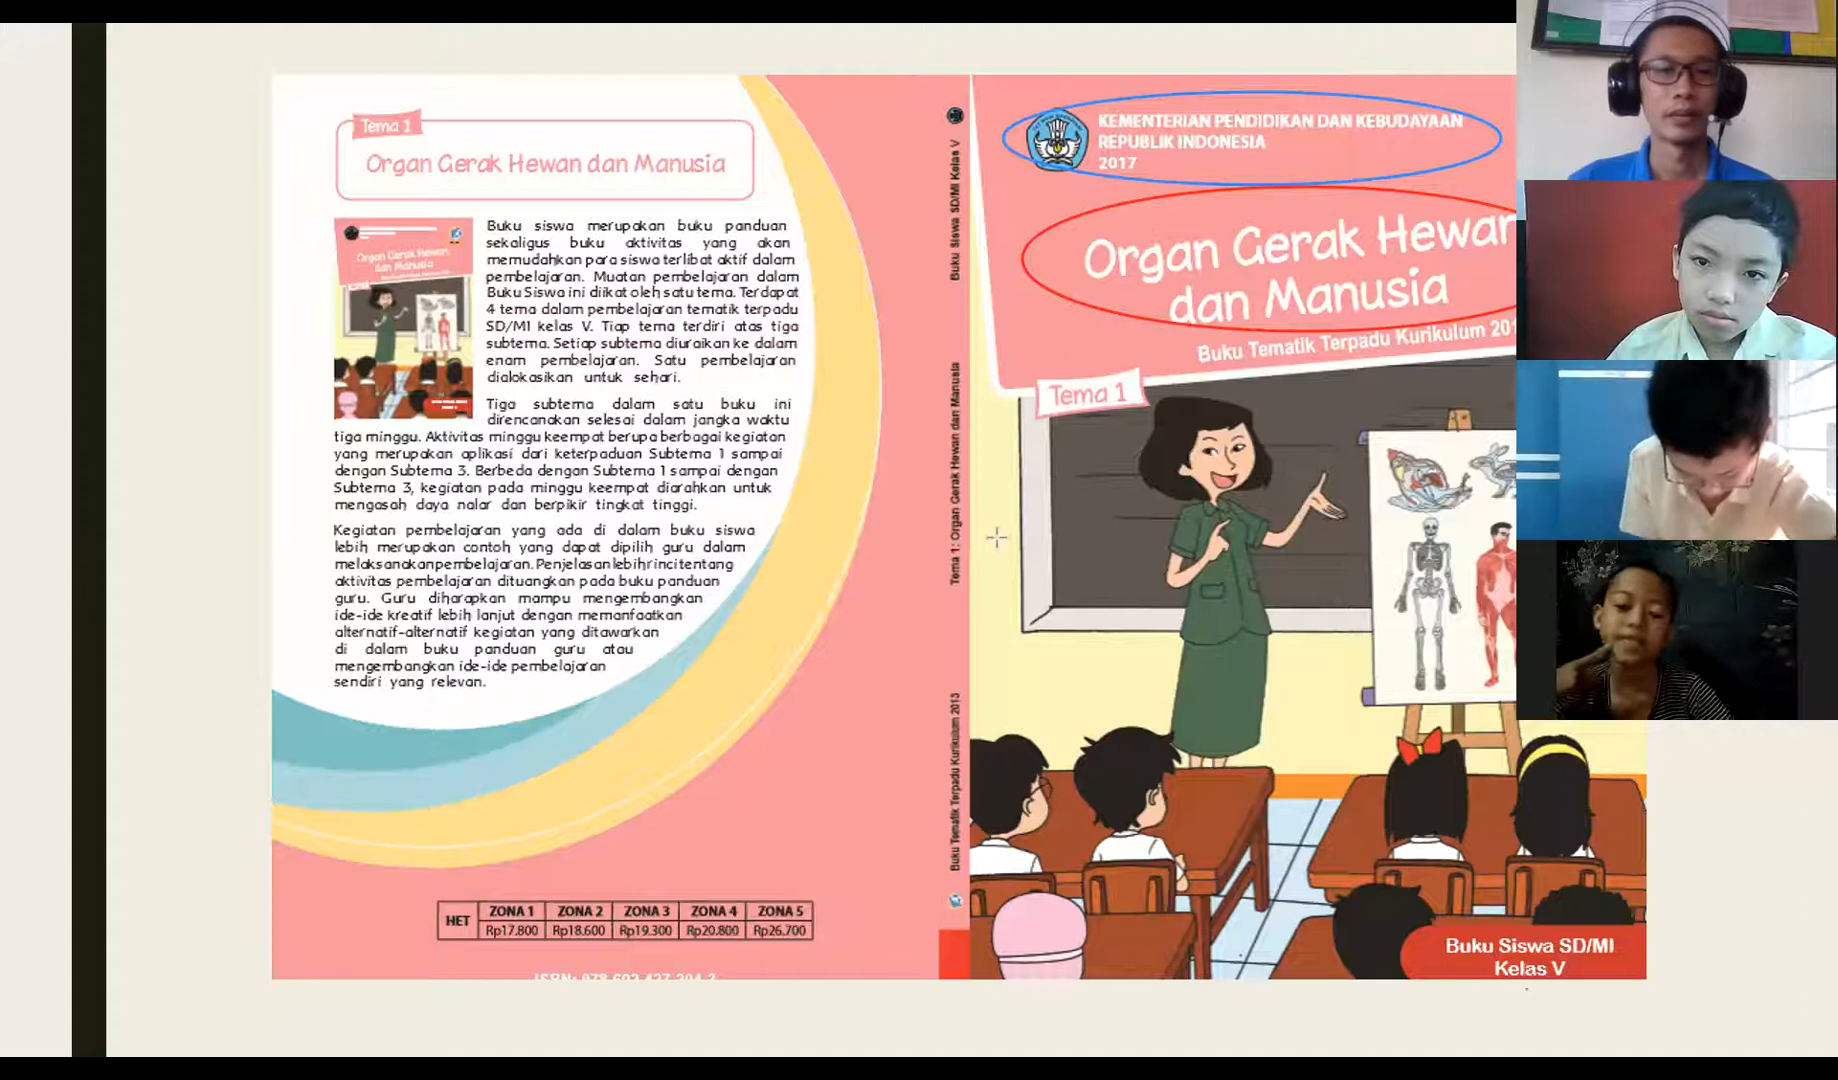 Tema 1
Organ Gerak Hewan dan Manusia
Buku siswa merupakan buku panduan
sekaligus buku aktivitas yang akan
memudahkan para siswa terlibat aktif dalam
pembelajaran. Muatan pembelajaran dalam
Buku Siswa ini diikat oleh satu tema. Terdapat
4 tema dalam pembelajaran tematik terpadu
SD/MI kelas V. Tiap tema terdiri atas tiga
subtema. Setiap subtema diuraikan ke dalam
enam pembelajaran. Satu pembelajaran
dialokasikan untuk sehari.
Tiga subtema dalam satu buku ini
direncanakan selesai dalam jangka waktu
tiga minggu. Aktivitas minggu keempat berupa berbagai kegiatan
yang merupakan aplikasi dari keterpaduan Subtema 1 sampai
dengan Subtema 3. Berbeda dengan Subtema 1 sampai dengan
Subtema 3, kegiatan pada minggu keempat diarahkan untuk
mengasah daya nalar dan berpikir tingkat tinggi.
Kegiatan pembelajaran yang ada di dalam buku siswa
lebih merupakan contoh yang dapat dipilih guru dalam
melaksanakan pembelajaran. Penjelasan lebih rinci tentang
aktivitas pembelajaran dituangkan pada buku panduan
guru. Guru diharapkan mampu mengembangkan
ide-ide kreatif lebih lanjut dengan memanfaatkan
alternatif-alternatif kegiatan yang ditawarkan
di dalam buku panduan guru atau
mengembangkan ide-ide pembelajaran
sendiri yang relevan.
Organ Gerak Hewan
dan Manusia
HET ZONA 1 ZONA 2 ZONA 3 ZONA 4 ZONA 5
Rp17.800 Rp18.600 Rp19.300 Rp20.800 Rp26.700
Buku Siswa SD/MI Kelas V
Tema 1: Organ Gerak Hewan dan Manusia
Buku Tematik Terpadu Kurikulum 2013
KEMENTERIAN PENDIDIKAN DAN KEBUDAYAAN
REPUBLIK INDONESIA
2017
Organ Gerak Hewan
dan Manusia
Buku Tematik Terpadu Kurikulum 201
Tema 1
Buku Siswa SD/MI
Kelas V